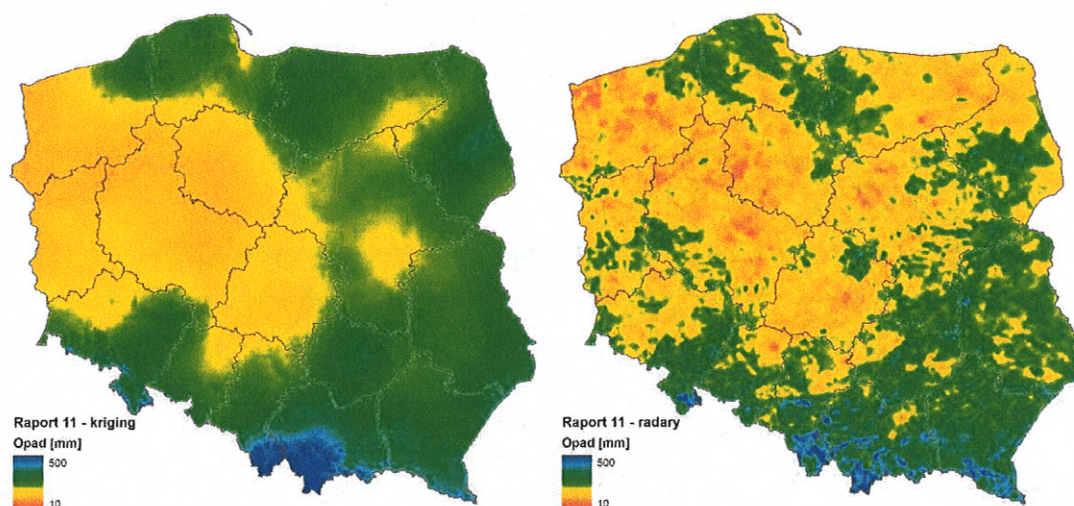 Raport 11 - kriging
Opad [mm]
500
10
Raport 11 - radary
Opad [mm]
500
10